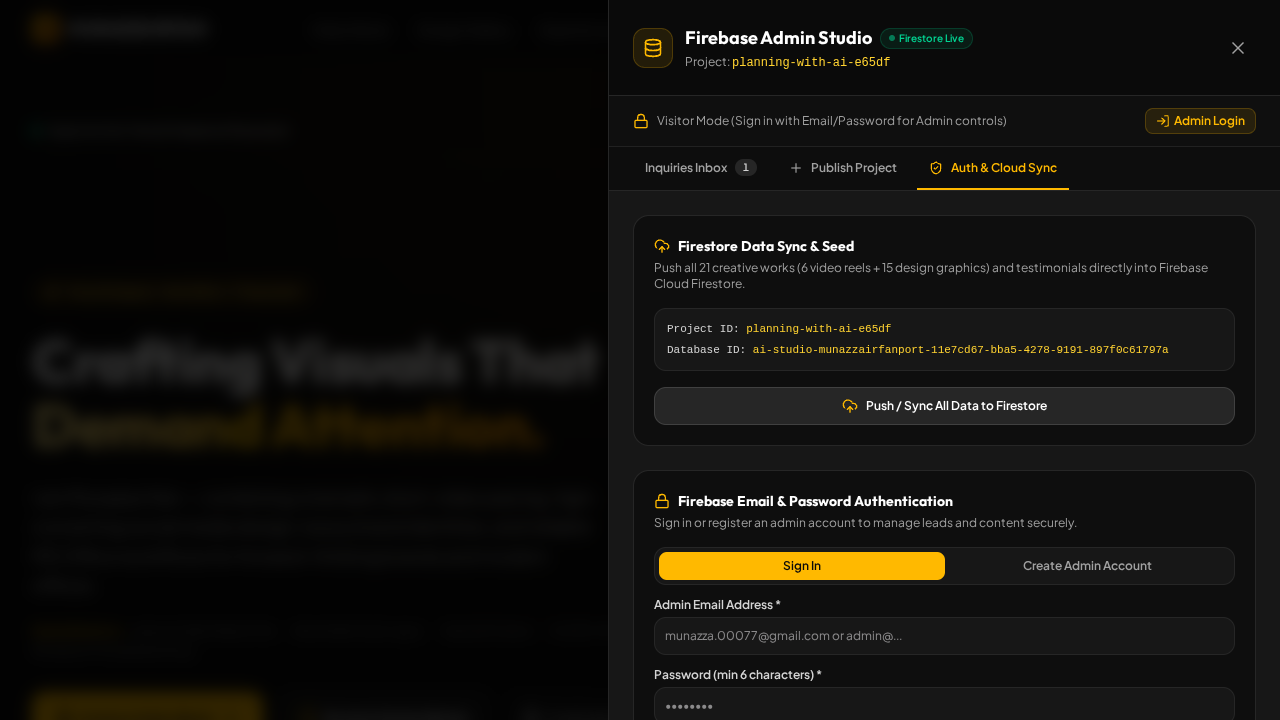 Firebase Admin Studio
Firestore Live
Project: planning-with-ai-e65df
Visitor Mode (Sign in with Email/Password for Admin controls)
Admin Login
Inquiries Inbox 1
Publish Project
Auth & Cloud Sync
Firestore Data Sync & Seed
Push all 21 creative works (6 video reels + 15 design graphics) and testimonials directly into Firebase
Cloud Firestore.
Project ID: planning-with-ai-e65df
Database ID: ai-studio-munazzairfanport-11e7cd67-bba5-4278-9191-897f0c61797a
Push / Sync All Data to Firestore
Firebase Email & Password Authentication
Sign in or register an admin account to manage leads and content securely.
Sign In
Create Admin Account
Admin Email Address *
munazza.00077@gmail.com or admin@...
Password (min 6 characters) *
••••••••
Crafting Visuals That
Demand Attention.